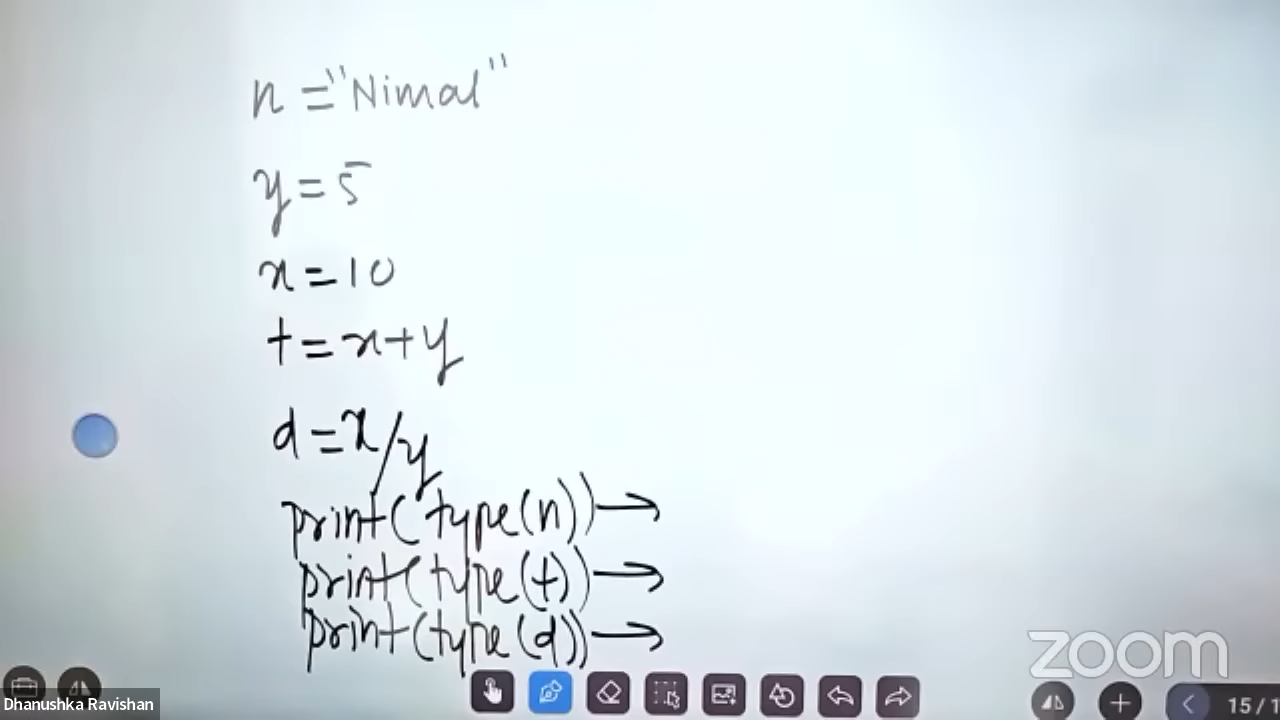 n = "Nimal"
y = 5
x = 10
t = x + y
d = x/y
print(type(n)) →
print(type(t)) →
print(type(d)) →
zoom
Dhanushka Ravishan
15 / 1